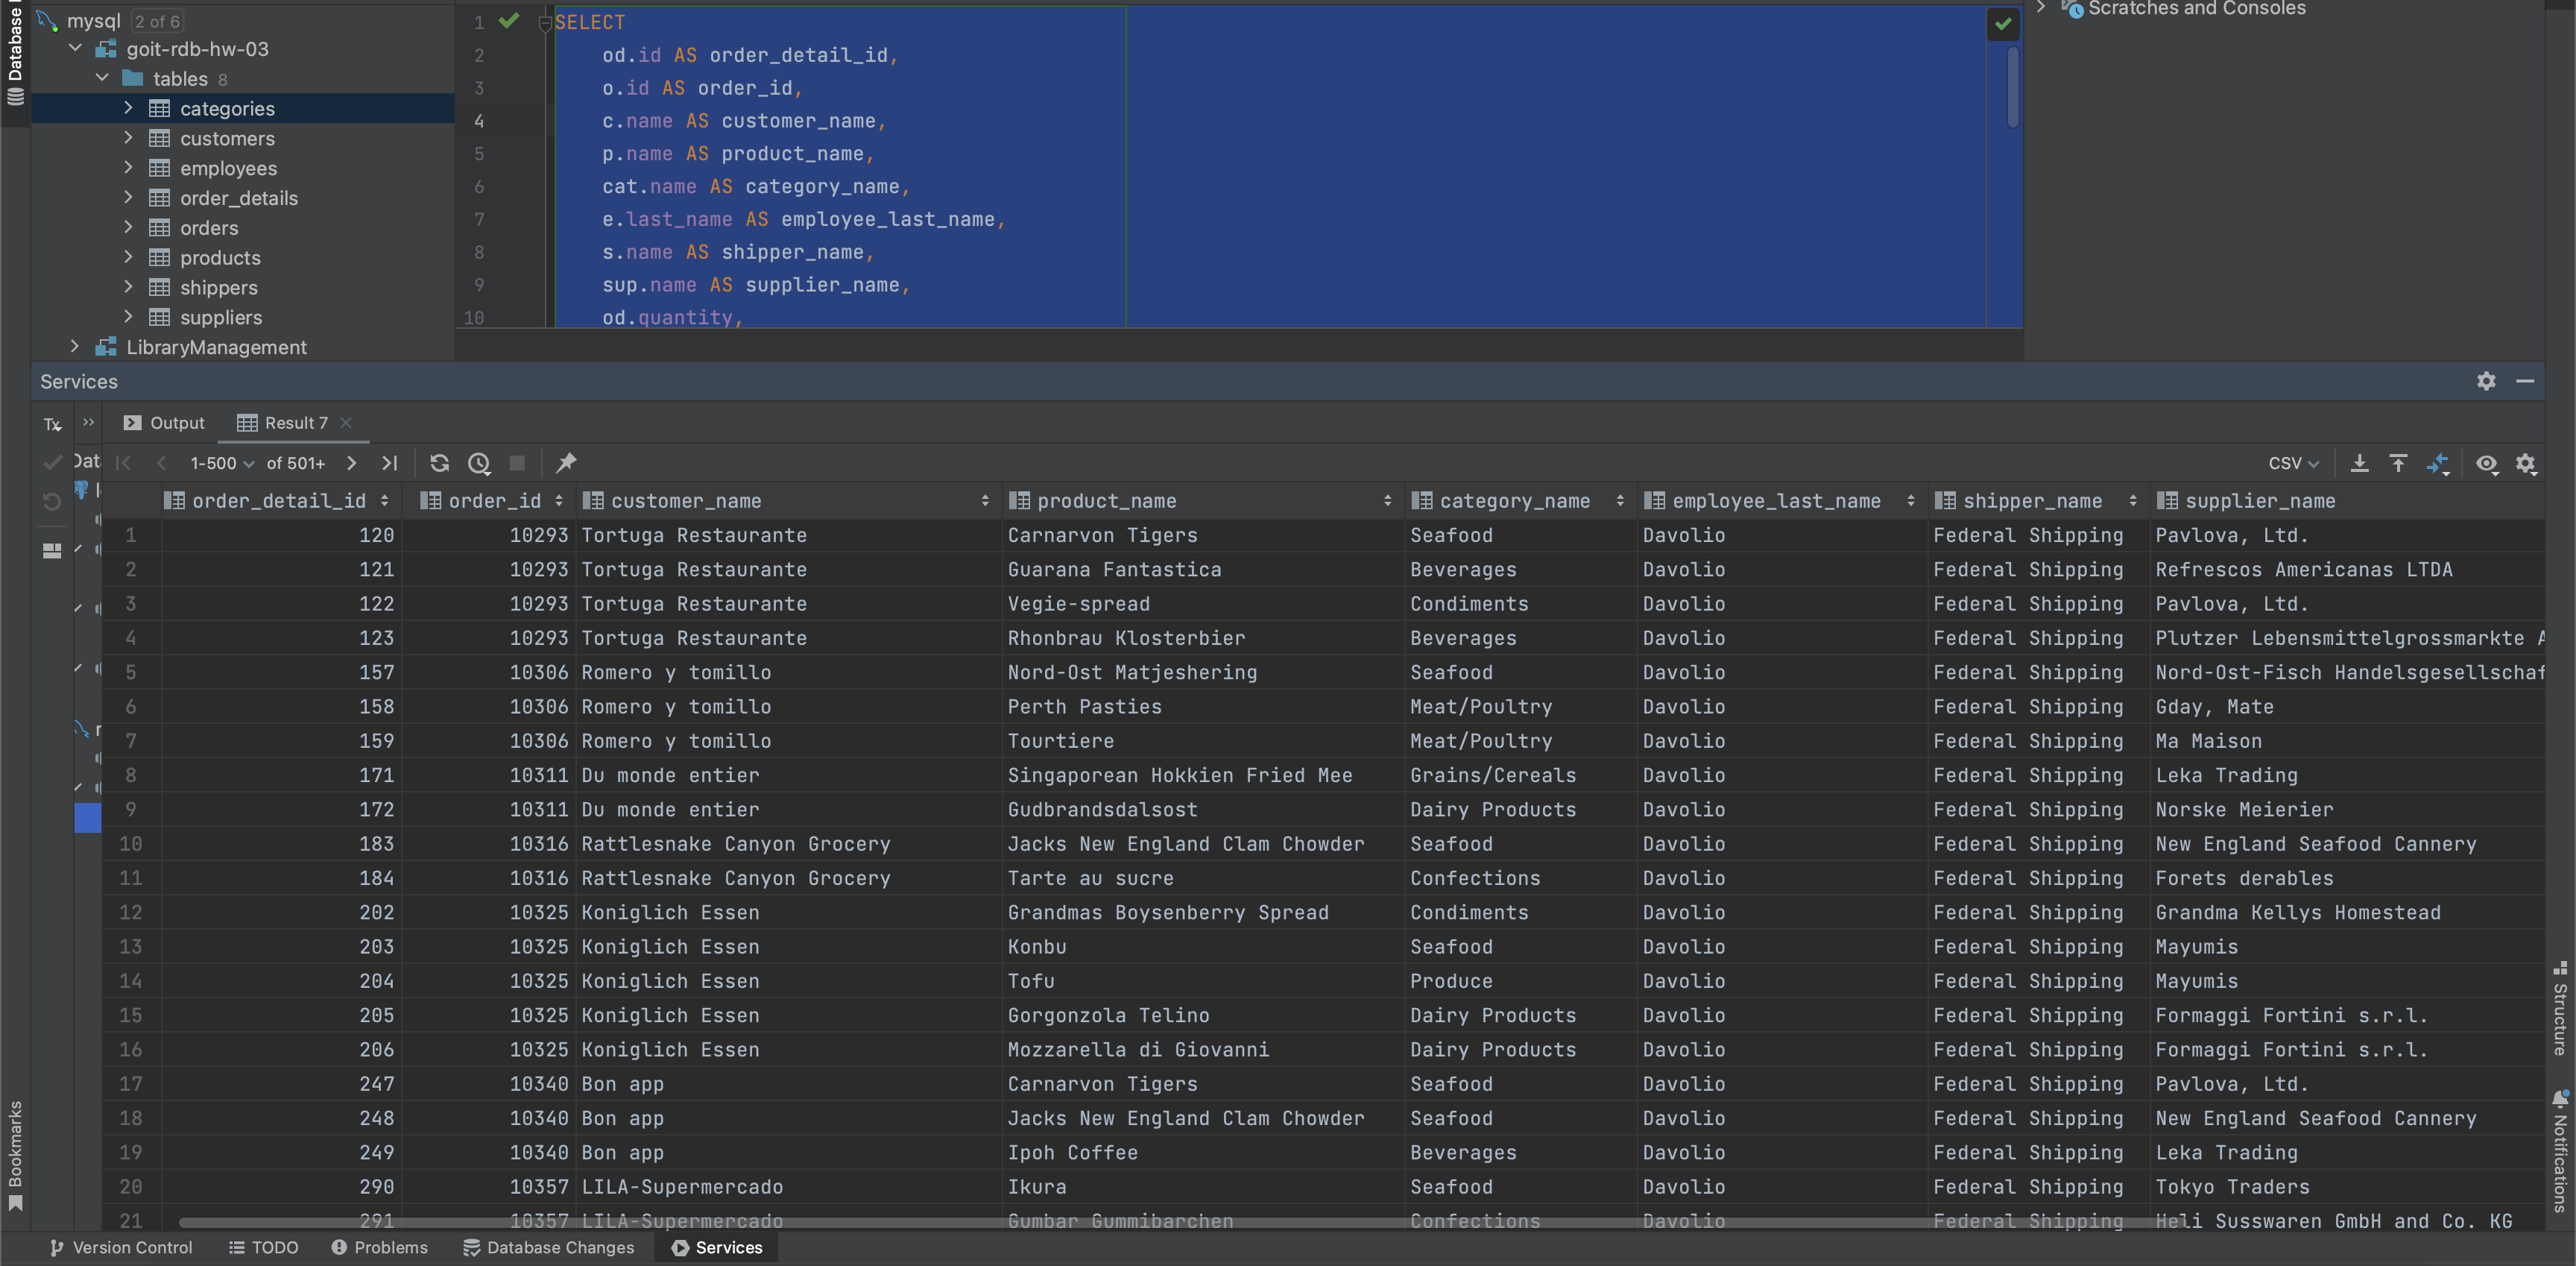 Database
mysql 2 of 6
goit-rdb-hw-03
tables 8
categories
customers
employees
order_details
orders
products
shippers
suppliers
LibraryManagement
1 SELECT
2 od.id AS order_detail_id,
3 o.id AS order_id,
4 c.name AS customer_name,
5 p.name AS product_name,
6 cat.name AS category_name,
7 e.last_name AS employee_last_name,
8 s.name AS shipper_name,
9 sup.name AS supplier_name,
10 od.quantity,
Scratches and Consoles
Services
Tx
Output Result 7
1-500 of 501+ CSV
order_detail_id order_id customer_name product_name category_name employee_last_name shipper_name supplier_name
1 120 10293 Tortuga Restaurante Carnarvon Tigers Seafood Davolio Federal Shipping Pavlova, Ltd.
2 121 10293 Tortuga Restaurante Guarana Fantastica Beverages Davolio Federal Shipping Refrescos Americanas LTDA
3 122 10293 Tortuga Restaurante Vegie-spread Condiments Davolio Federal Shipping Pavlova, Ltd.
4 123 10293 Tortuga Restaurante Rhonbrau Klosterbier Beverages Davolio Federal Shipping Plutzer Lebensmittelgrossmarkte A
5 157 10306 Romero y tomillo Nord-Ost Matjeshering Seafood Davolio Federal Shipping Nord-Ost-Fisch Handelsgesellschaf
6 158 10306 Romero y tomillo Perth Pasties Meat/Poultry Davolio Federal Shipping Gday, Mate
7 159 10306 Romero y tomillo Tourtiere Meat/Poultry Davolio Federal Shipping Ma Maison
8 171 10311 Du monde entier Singaporean Hokkien Fried Mee Grains/Cereals Davolio Federal Shipping Leka Trading
9 172 10311 Du monde entier Gudbrandsdalsost Dairy Products Davolio Federal Shipping Norske Meierier
10 183 10316 Rattlesnake Canyon Grocery Jacks New England Clam Chowder Seafood Davolio Federal Shipping New England Seafood Cannery
11 184 10316 Rattlesnake Canyon Grocery Tarte au sucre Confections Davolio Federal Shipping Forets derables
12 202 10325 Koniglich Essen Grandmas Boysenberry Spread Condiments Davolio Federal Shipping Grandma Kellys Homestead
13 203 10325 Koniglich Essen Konbu Seafood Davolio Federal Shipping Mayumis
14 204 10325 Koniglich Essen Tofu Produce Davolio Federal Shipping Mayumis
15 205 10325 Koniglich Essen Gorgonzola Telino Dairy Products Davolio Federal Shipping Formaggi Fortini s.r.l.
16 206 10325 Koniglich Essen Mozzarella di Giovanni Dairy Products Davolio Federal Shipping Formaggi Fortini s.r.l.
17 247 10340 Bon app Carnarvon Tigers Seafood Davolio Federal Shipping Pavlova, Ltd.
18 248 10340 Bon app Jacks New England Clam Chowder Seafood Davolio Federal Shipping New England Seafood Cannery
19 249 10340 Bon app Ipoh Coffee Beverages Davolio Federal Shipping Leka Trading
20 290 10357 LILA-Supermercado Ikura Seafood Davolio Federal Shipping Tokyo Traders
21 291 10357 LILA-Supermercado Gumbar Gummibarchen Confections Davolio Federal Shipping Heli Susswaren GmbH and Co. KG
Structure
Notifications
Bookmarks
Version Control TODO Problems Database Changes Services